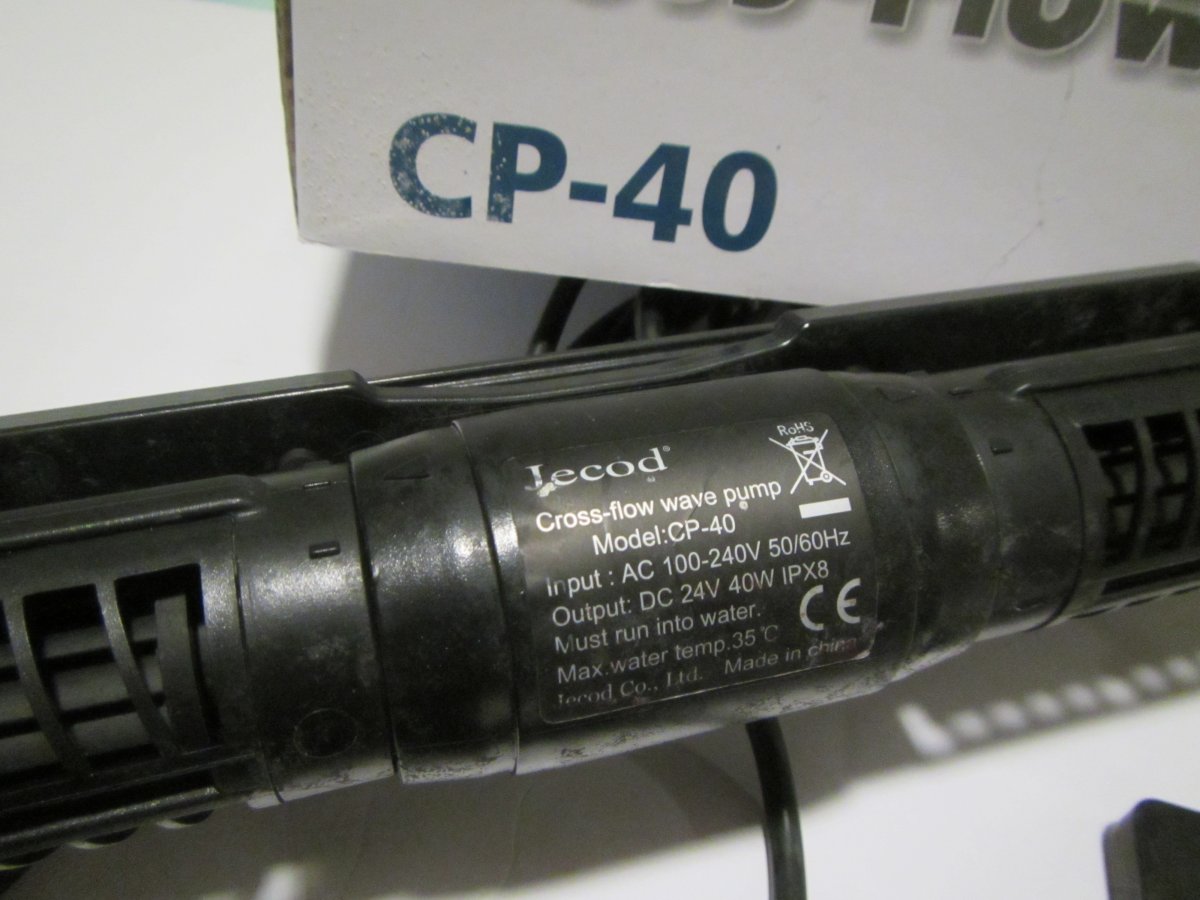 Flow
CP-40
Jecod®
RoHS
Cross-flow wave pump
Model:CP-40
Input : AC 100-240V 50/60Hz
Output: DC 24V 40W IPX8
Must run into water.
Max.water temp.35℃
CE
Jecod Co., Ltd. Made in china